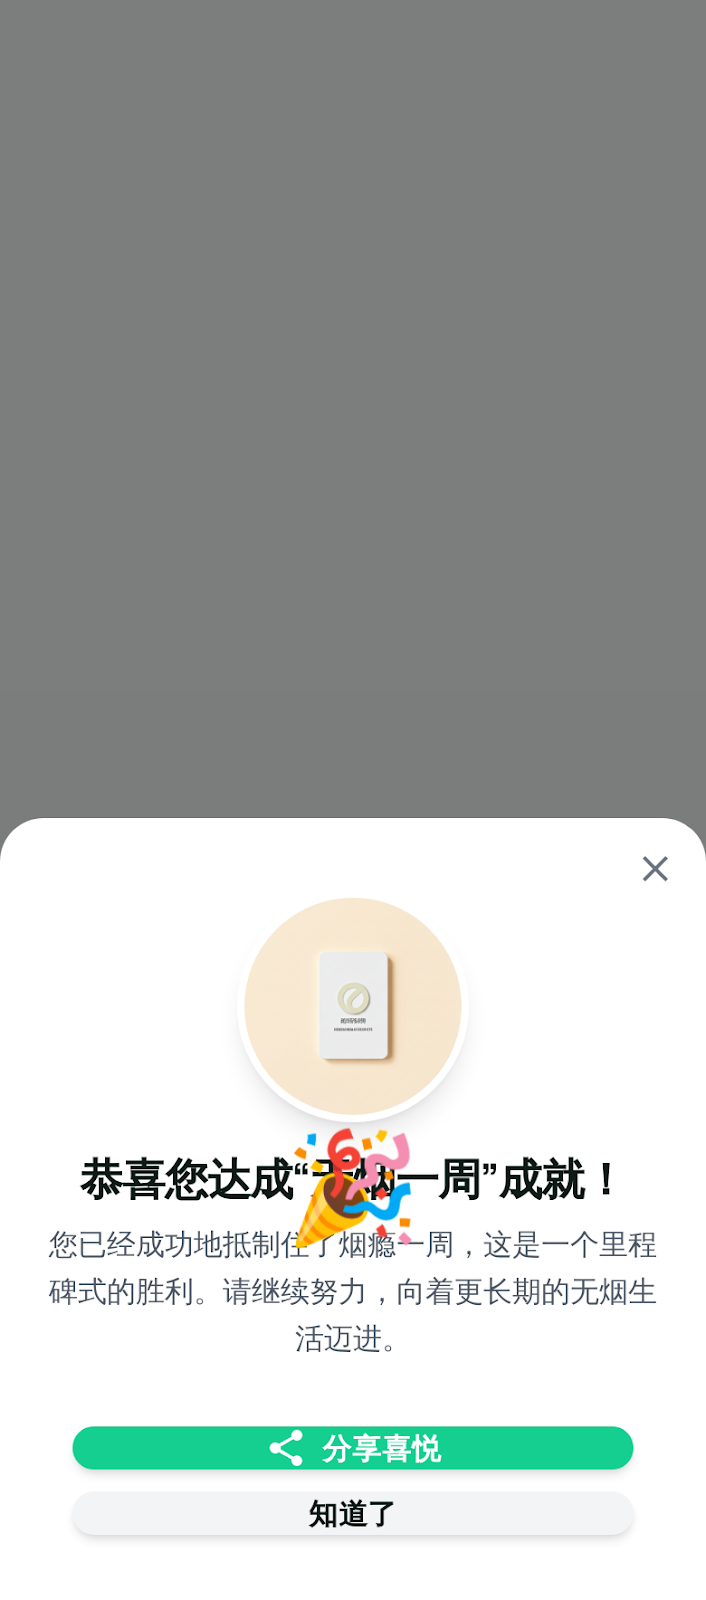 恭喜您达成“无烟一周”成就！
您已经成功地抵制住了烟瘾一周，这是一个里程
碑式的胜利。请继续努力，向着更长期的无烟生
活迈进。
分享喜悦
知道了